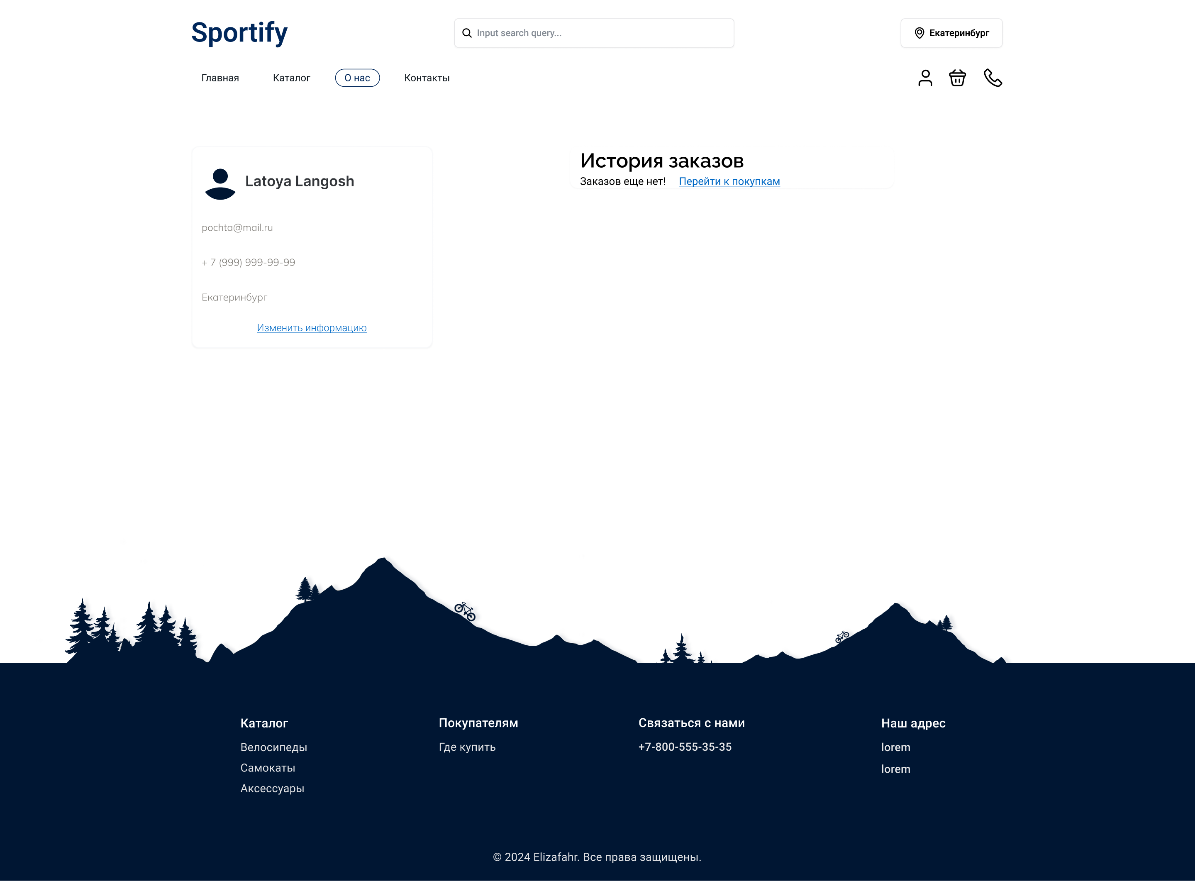 Sportify
Input search query...
Екатеринбург
Главная
Каталог
О нас
Контакты
Latoya Langosh
pochta@mail.ru
+ 7 (999) 999-99-99
Екатеринбург
Изменить информацию
История заказов
Заказов еще нет! Перейти к покупкам
Каталог
Велосипеды
Самокаты
Аксессуары
Покупателям
Где купить
Связаться с нами
+7-800-555-35-35
Наш адрес
lorem
lorem
© 2024 Elizafahr. Все права защищены.